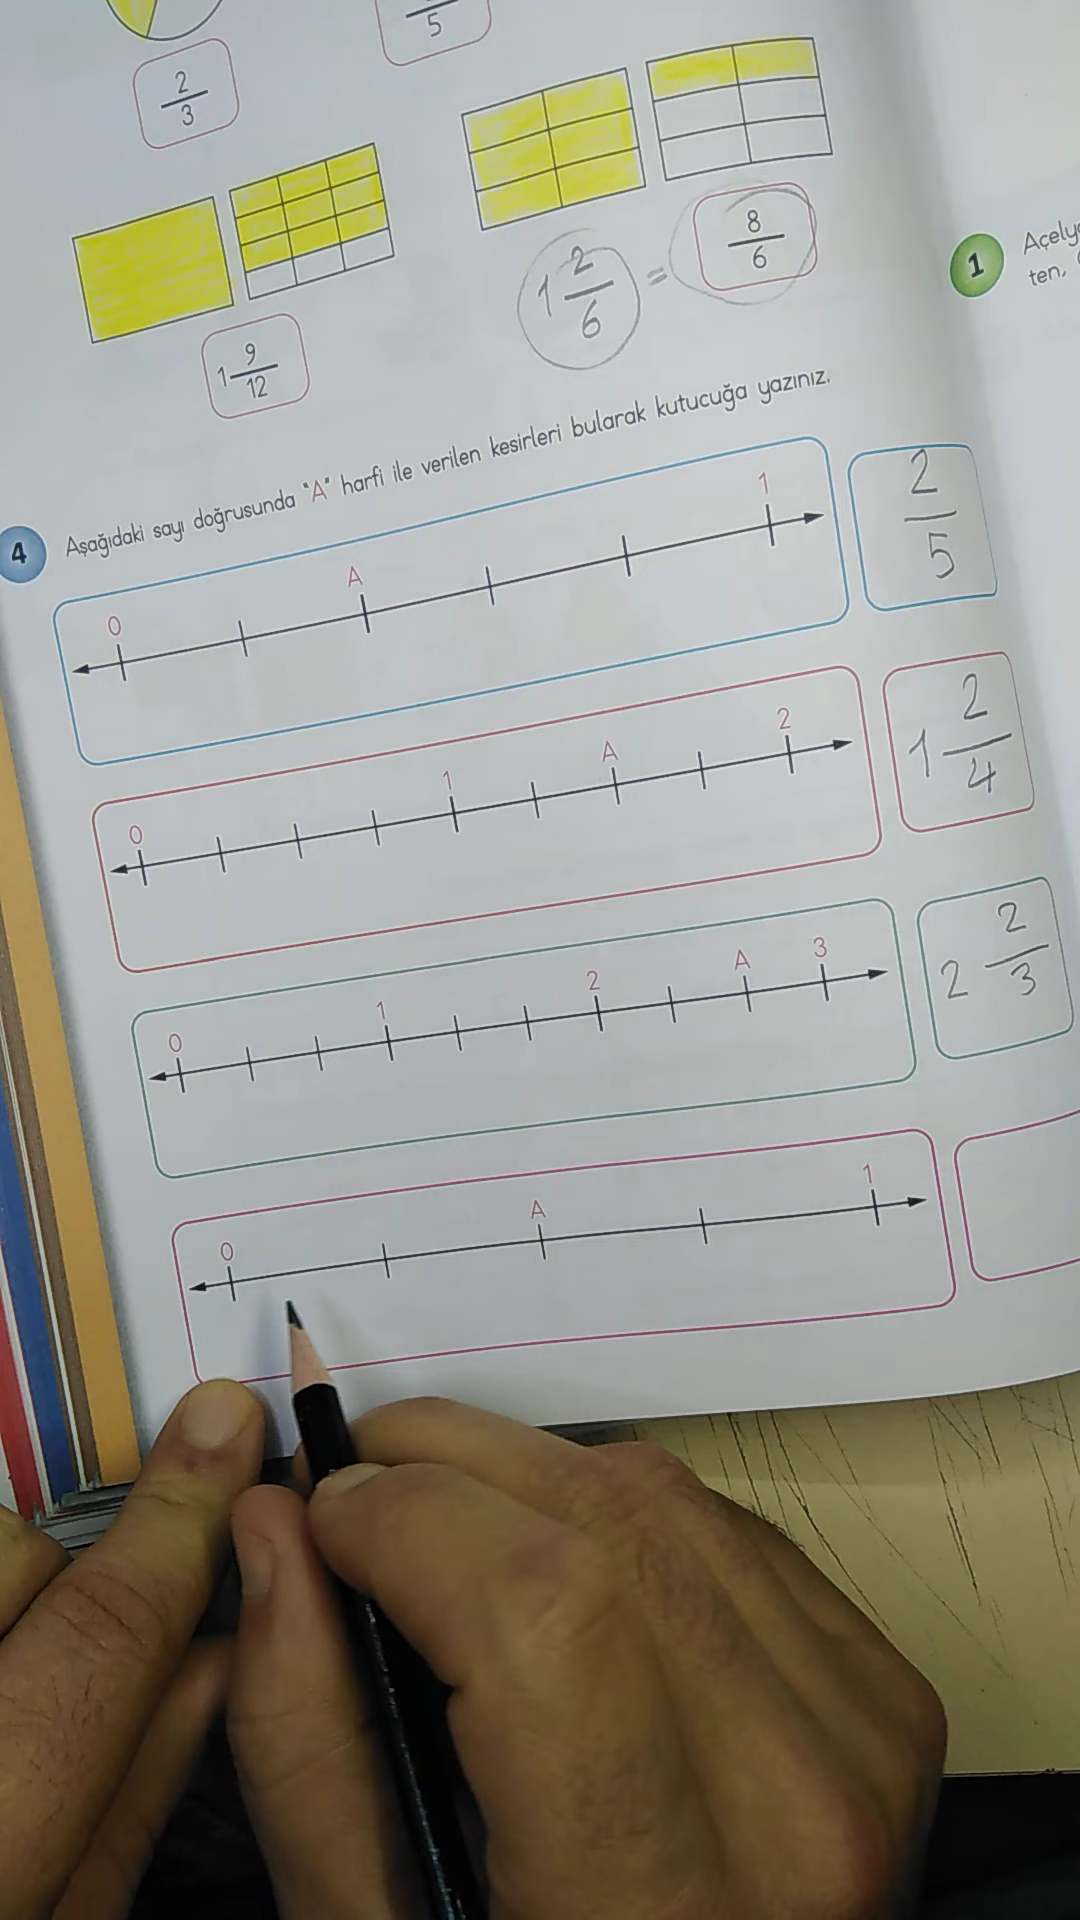 5
2
3
1 2/6 = 8/6
1 9/12
1
Açely
ten,
4 Aşağıdaki sayı doğrusunda "A" harfi ile verilen kesirleri bularak kutucuğa yazınız.
0 A 1
2/5
0 1 A 2
1 2/4
0 1 2 A 3
2 2/3
0 A 1